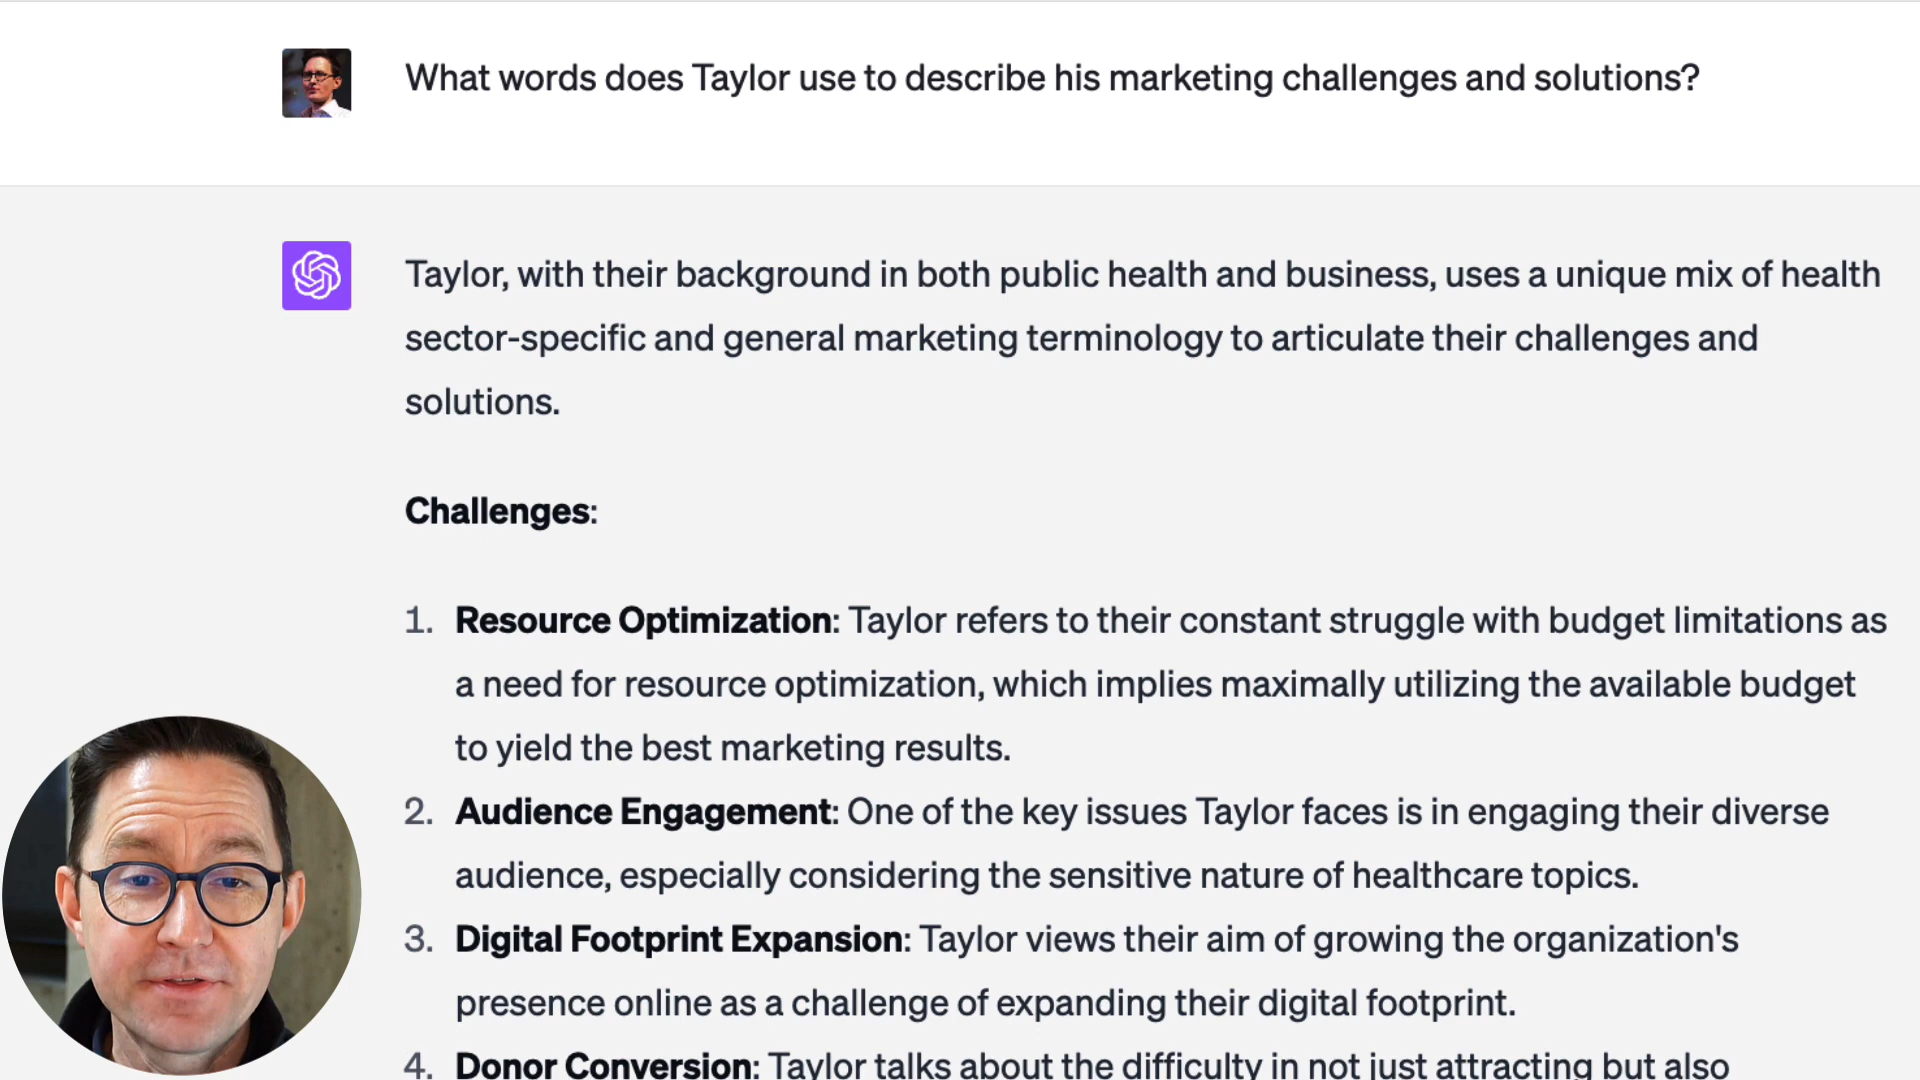 What words does Taylor use to describe his marketing challenges and solutions?
Taylor, with their background in both public health and business, uses a unique mix of health
sector-specific and general marketing terminology to articulate their challenges and
solutions.
Challenges:
1. Resource Optimization: Taylor refers to their constant struggle with budget limitations as
a need for resource optimization, which implies maximally utilizing the available budget
to yield the best marketing results.
2. Audience Engagement: One of the key issues Taylor faces is in engaging their diverse
audience, especially considering the sensitive nature of healthcare topics.
3. Digital Footprint Expansion: Taylor views their aim of growing the organization's
presence online as a challenge of expanding their digital footprint.
4. Donor Conversion: Taylor talks about the difficulty in not just attracting but also